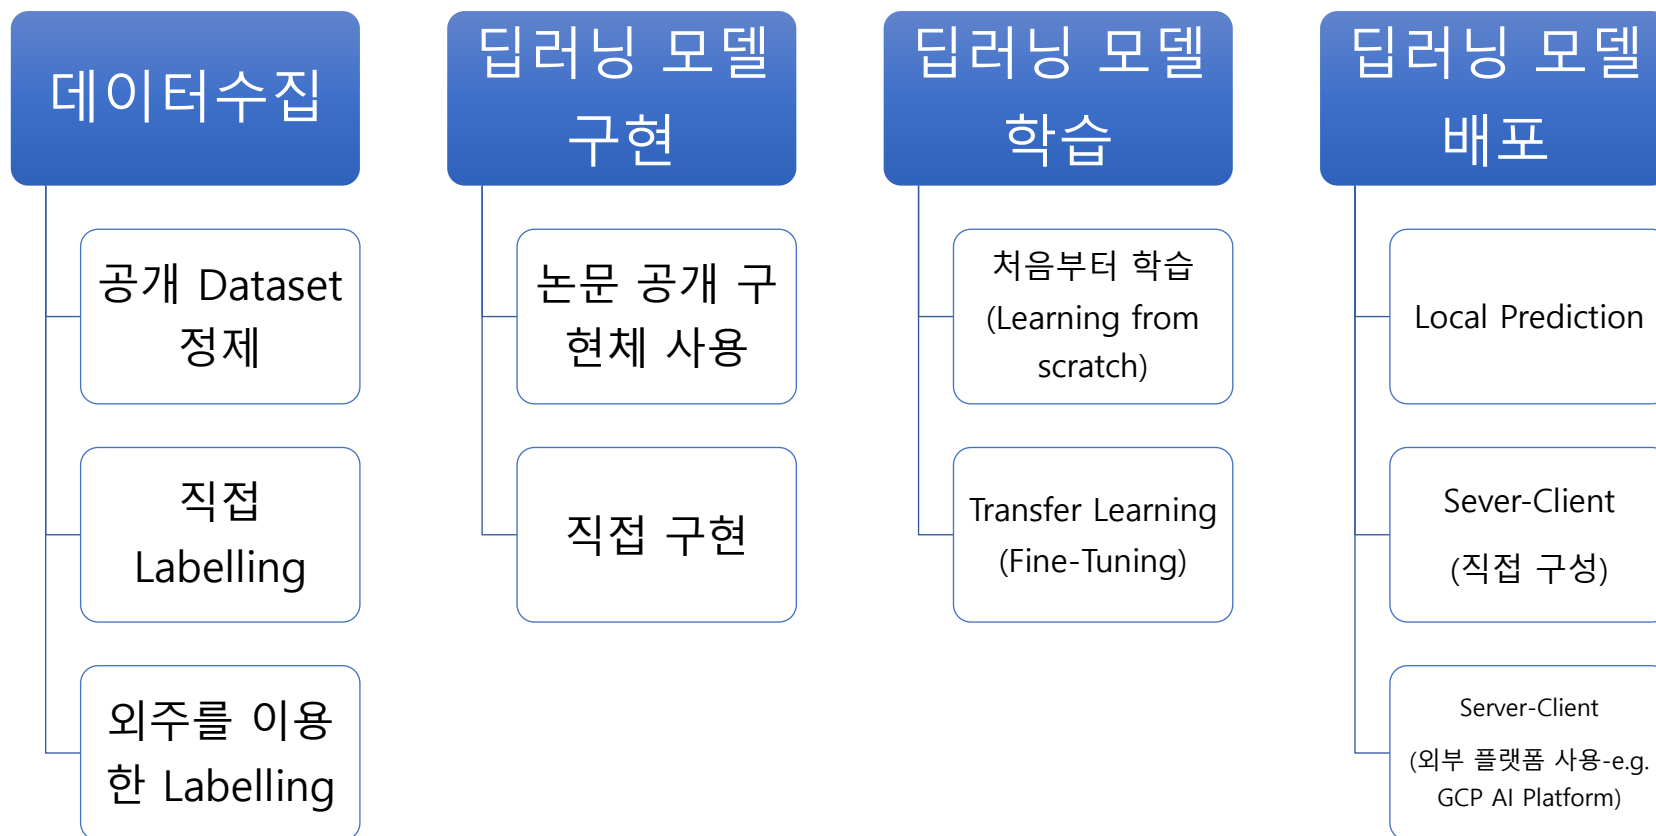 데이터수집
공개 Dataset
정제
직접
Labelling
외주를 이용
한 Labelling
딥러닝 모델
구현
논문 공개 구
현체 사용
직접 구현
딥러닝 모델
학습
처음부터 학습
(Learning from
scratch)
Transfer Learning
(Fine-Tuning)
딥러닝 모델
배포
Local Prediction
Sever-Client
(직접 구성)
Server-Client
(외부 플랫폼 사용-e.g.
GCP AI Platform)